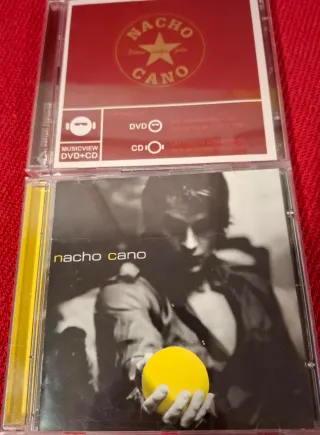 NACHO
CANO
MUSICVIEW
DVD+CD
DVD
CD
nacho cano